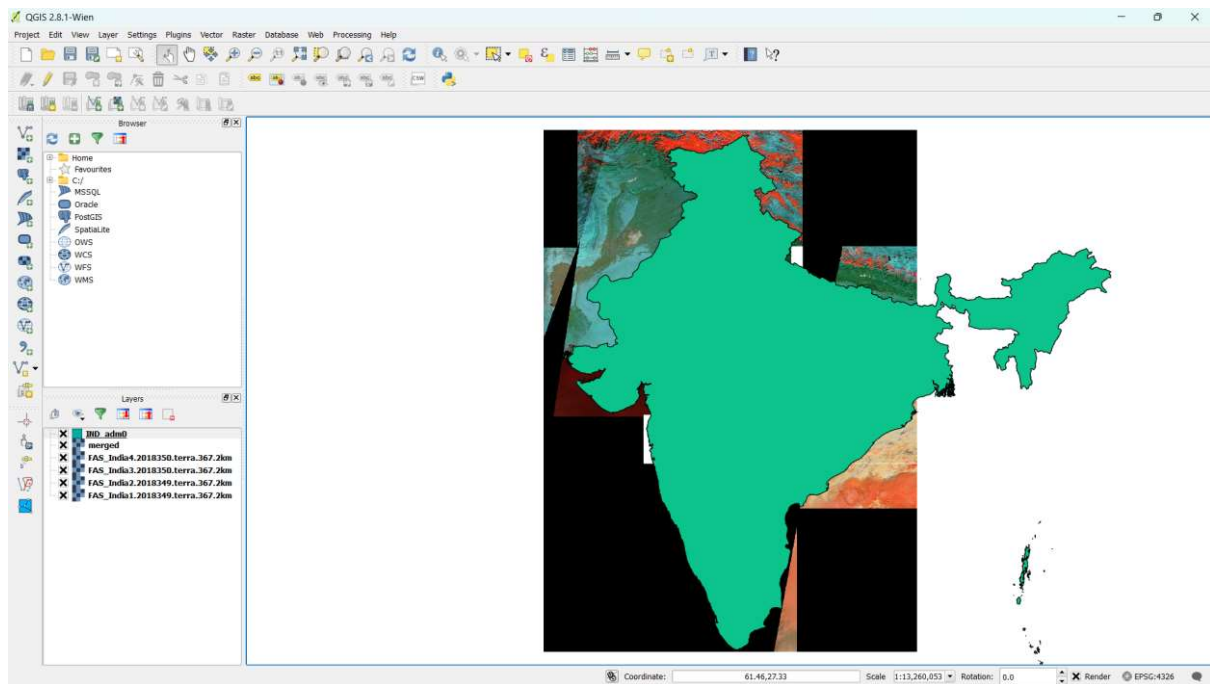 QGIS 2.8.1-Wien
Project Edit View Layer Settings Plugins Vector Raster Database Web Processing Help
CSW
Browser
Home
Favourites
C:/
MSSQL
Oracle
PostGIS
SpatiaLite
OWS
WCS
WFS
WMS
Layers
IND_adm0
merged
FAS_India4.2018350.terra.367.2km
FAS_India3.2018350.terra.367.2km
FAS_India2.2018349.terra.367.2km
FAS_India1.2018349.terra.367.2km
Coordinate: 61.46,27.33 Scale 1:13,260,053 Rotation: 0.0 Render EPSG:4326